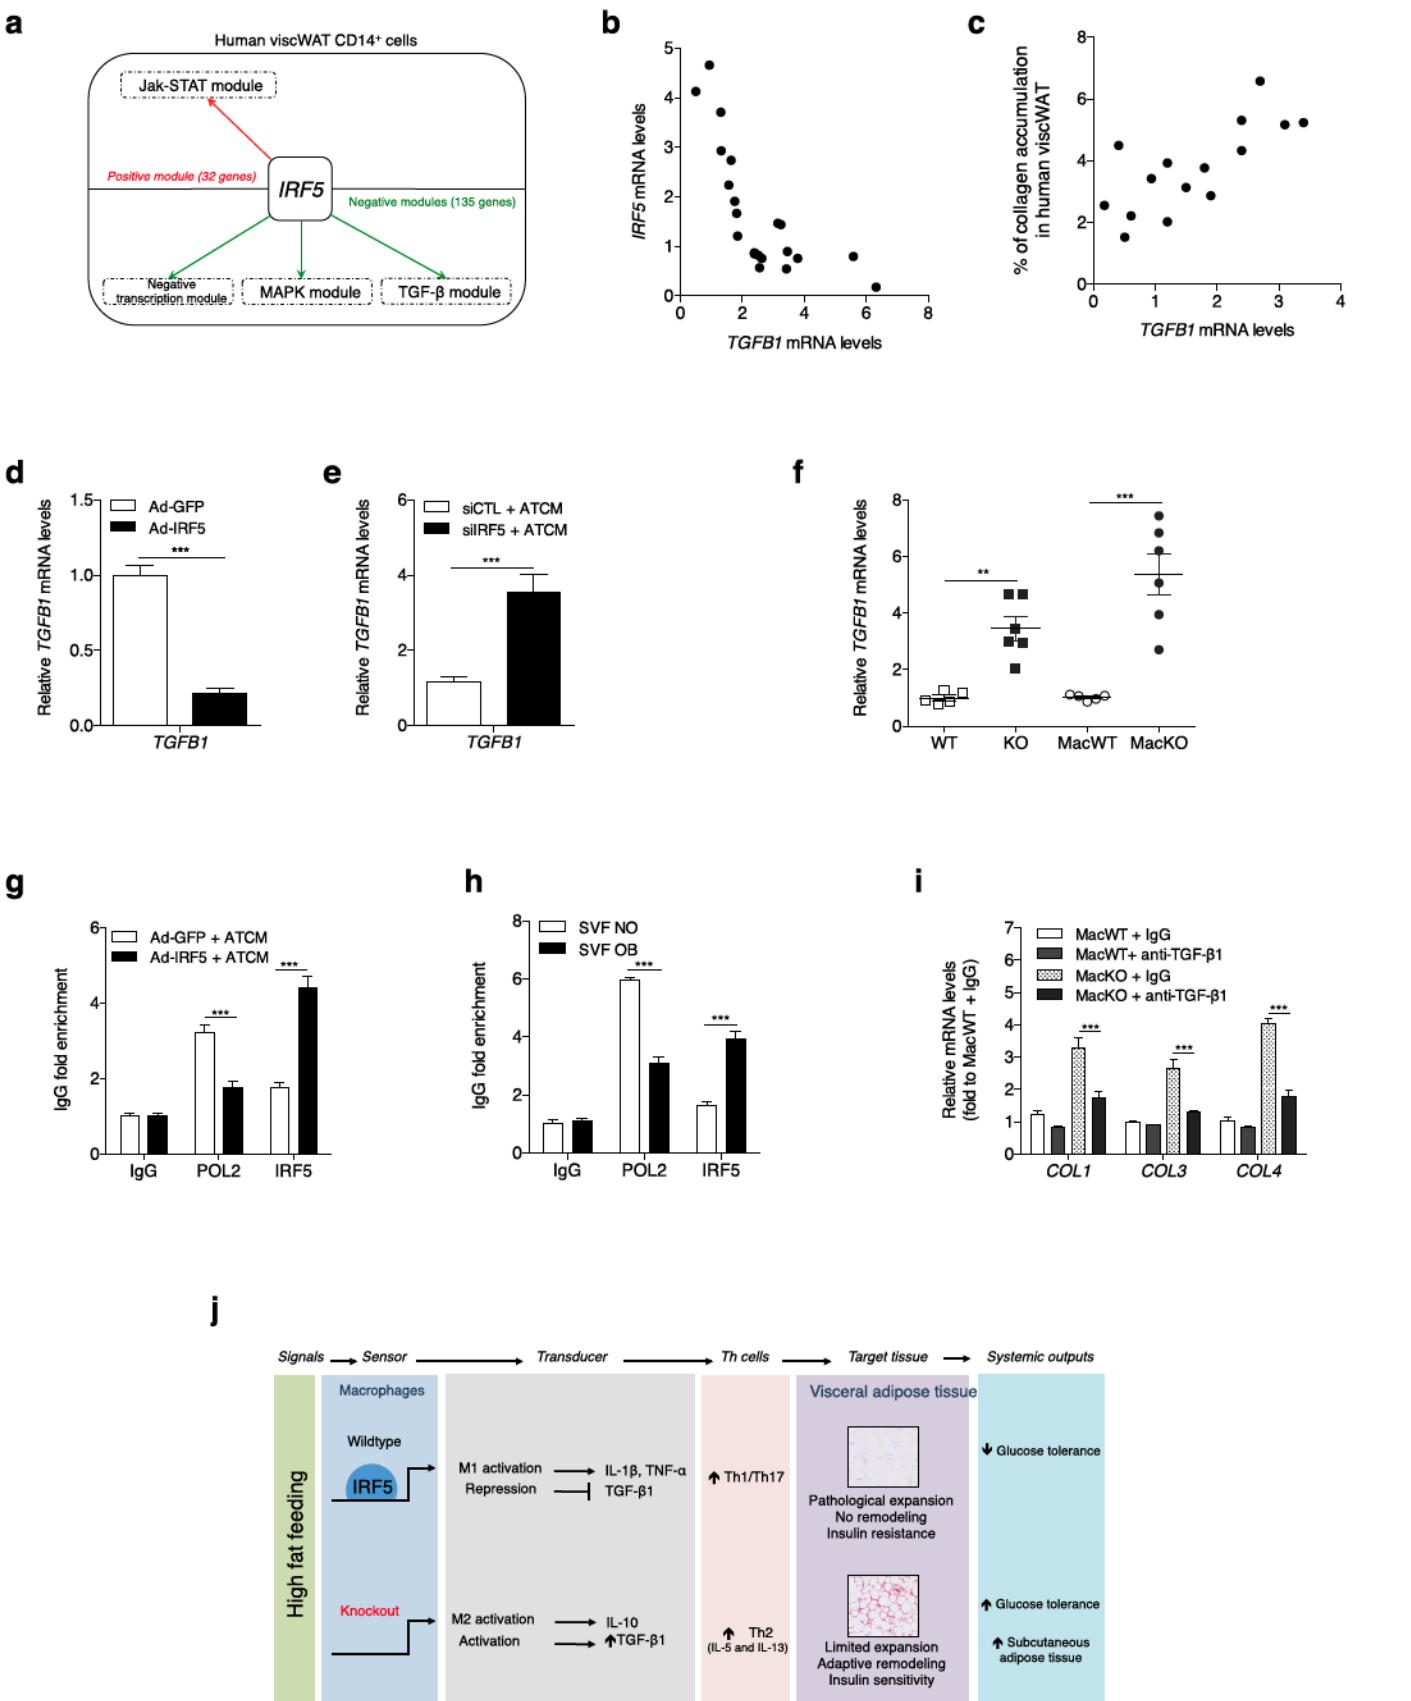 a
Human viscWAT CD14+ cells
Jak-STAT module
Positive module (32 genes)
IRF5
Negative modules (135 genes)
Negative
transcription module
MAPK module
TGF-β module
b
IRF5 mRNA levels
5
4
3
2
1
0
0 2 4 6 8
TGFB1 mRNA levels
c
% of collagen accumulation
in human viscWAT
8
6
4
2
0
0 1 2 3 4
TGFB1 mRNA levels
d
Relative TGFB1 mRNA levels
1.5
1.0
0.5
0.0
Ad-GFP
Ad-IRF5
***
TGFB1
e
Relative TGFB1 mRNA levels
6
4
2
0
siCTL + ATCM
siIRF5 + ATCM
***
TGFB1
f
Relative TGFB1 mRNA levels
8
6
4
2
0
**
***
WT KO MacWT MacKO
g
IgG fold enrichment
6
4
2
0
Ad-GFP + ATCM
Ad-IRF5 + ATCM
***
***
IgG POL2 IRF5
h
IgG fold enrichment
8
6
4
2
0
SVF NO
SVF OB
***
***
IgG POL2 IRF5
i
Relative mRNA levels
(fold to MacWT + IgG)
7
6
5
4
3
2
1
0
MacWT + IgG
MacWT+ anti-TGF-β1
MacKO + IgG
MacKO + anti-TGF-β1
***
***
***
COL1 COL3 COL4
j
Signals Sensor Transducer Th cells Target tissue Systemic outputs
High fat feeding
Macrophages
Wildtype
IRF5
M1 activation
IL-1β, TNF-α
Repression
TGF-β1
Th1/Th17
Visceral adipose tissue
Pathological expansion
No remodeling
Insulin resistance
Glucose tolerance
Knockout
M2 activation
IL-10
Activation
TGF-β1
Th2
(IL-5 and IL-13)
Limited expansion
Adaptive remodeling
Insulin sensitivity
Glucose tolerance
Subcutaneous
adipose tissue